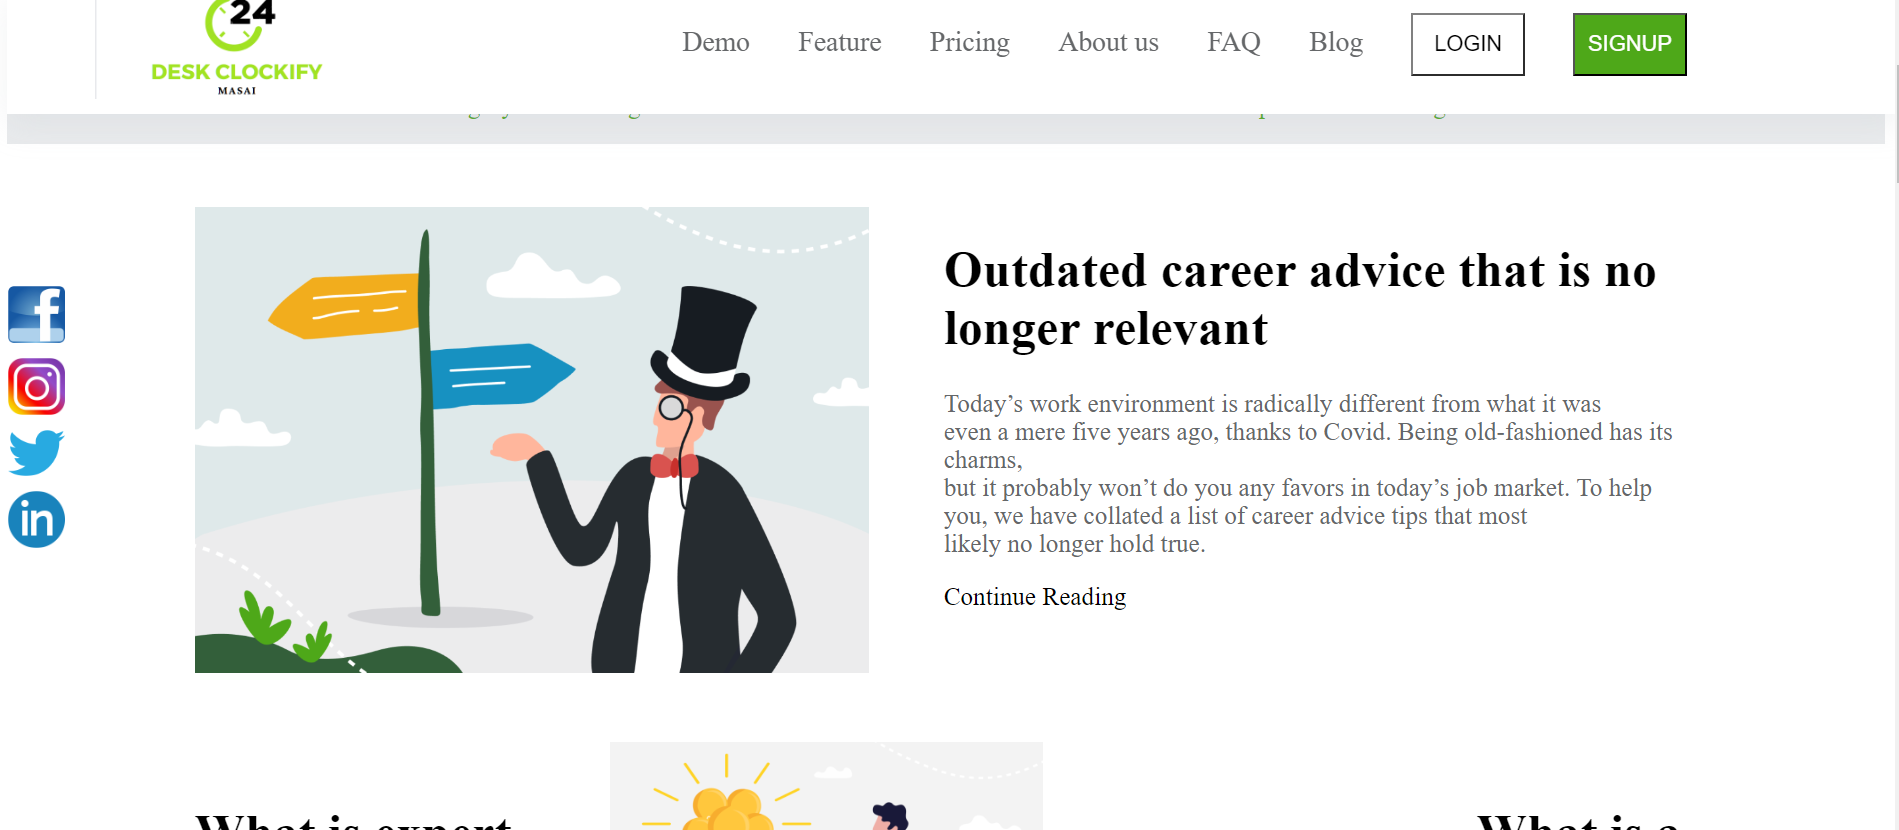 24
DESK CLOCKIFY
MASAI
Demo Feature Pricing About us FAQ Blog LOGIN SIGNUP
Outdated career advice that is no
longer relevant
Today’s work environment is radically different from what it was
even a mere five years ago, thanks to Covid. Being old-fashioned has its
charms,
but it probably won’t do you any favors in today’s job market. To help
you, we have collated a list of career advice tips that most
likely no longer hold true.
Continue Reading
f
in
What is expert
What is a